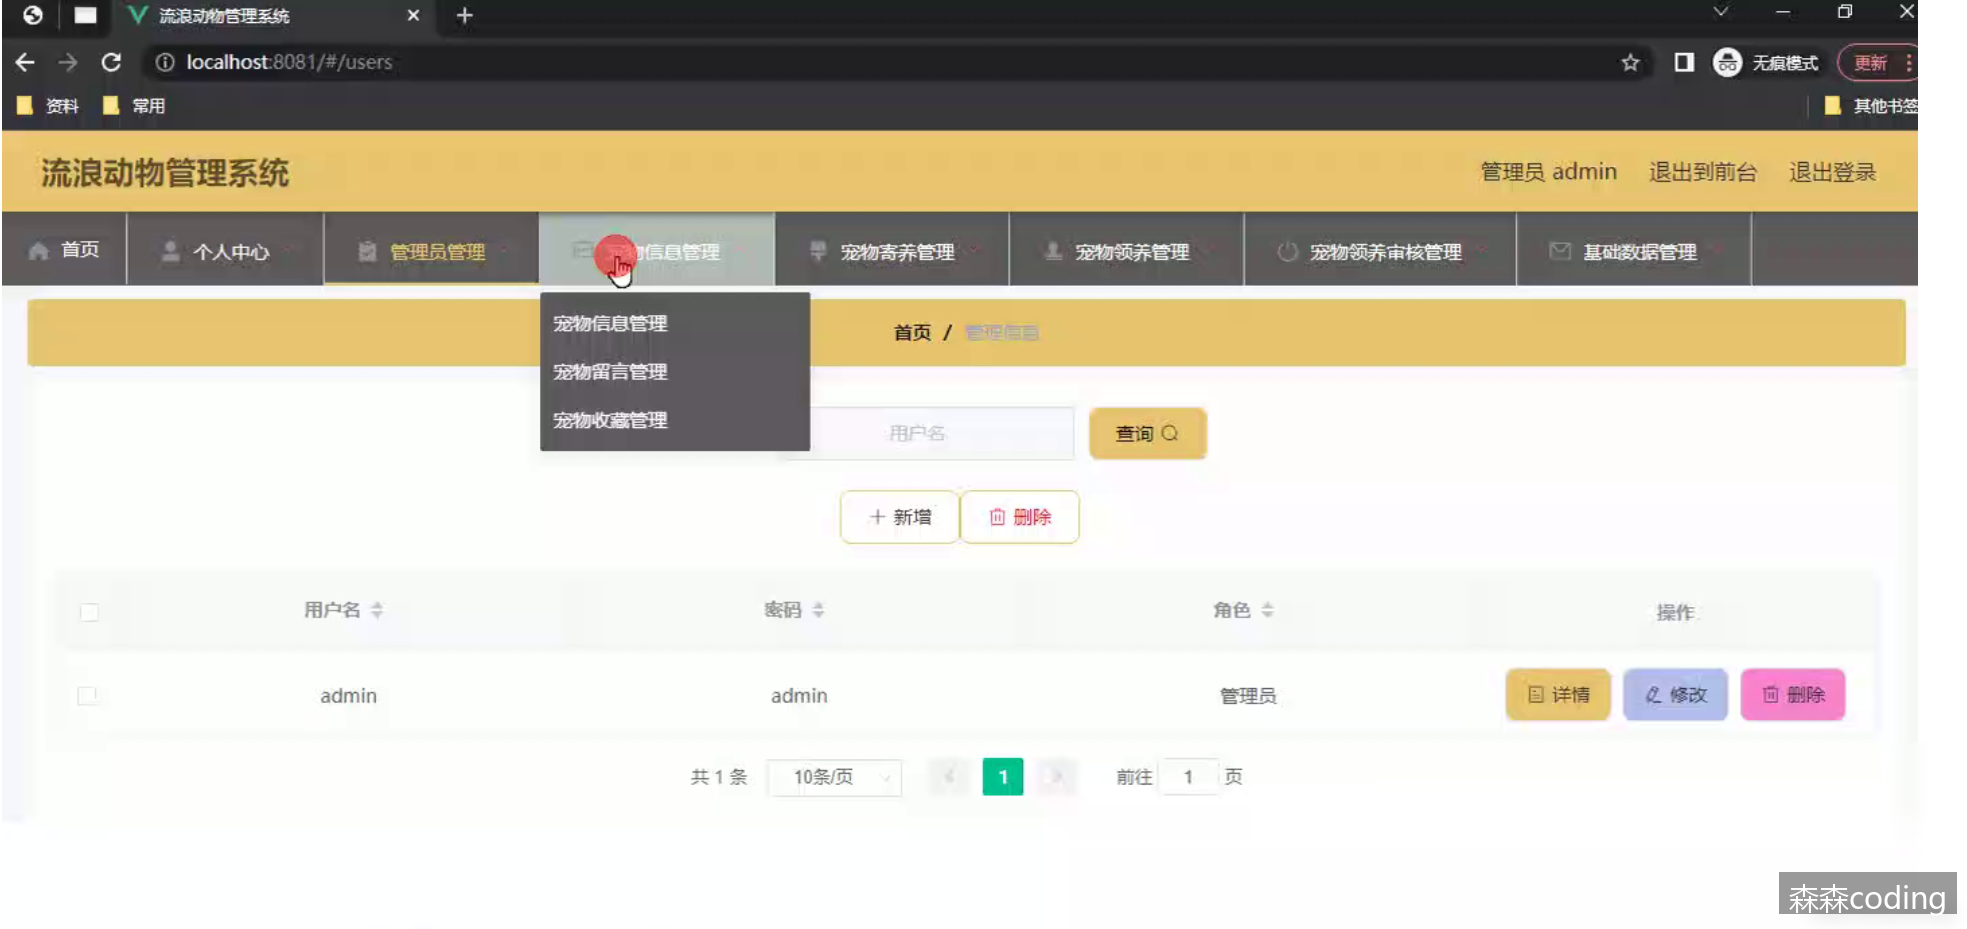 流浪动物管理系统
localhost:8081/#/users
无痕模式
更新
资料
常用
其他书签
流浪动物管理系统
管理员 admin
退出到前台
退出登录
首页
个人中心
管理员管理
信息管理
宠物寄养管理
宠物领养管理
宠物领养审核管理
基础数据管理
宠物信息管理
宠物留言管理
宠物收藏管理
首页 / 管理信息
用户名
查询
新增
删除
用户名
密码
角色
操作
admin
admin
管理员
详情
修改
删除
共 1 条
10条/页
1
前往 1 页
森森coding